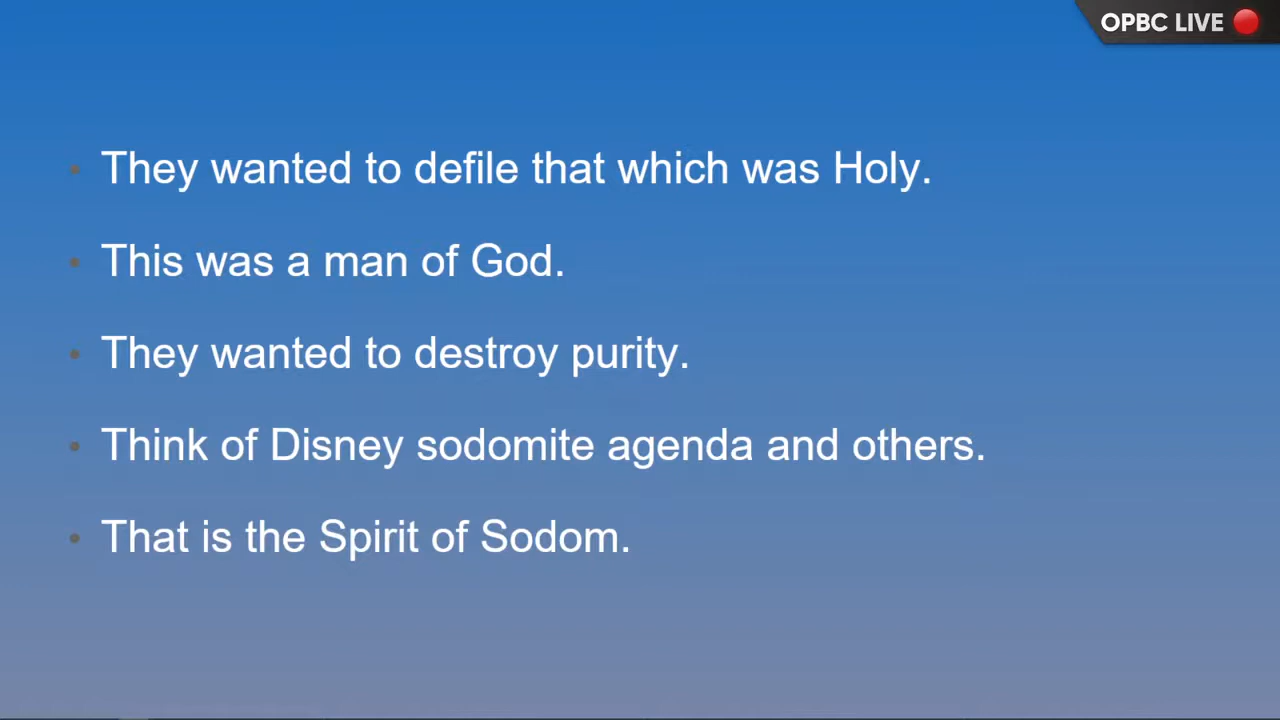 OPBC LIVE
• They wanted to defile that which was Holy.
• This was a man of God.
• They wanted to destroy purity.
• Think of Disney sodomite agenda and others.
• That is the Spirit of Sodom.